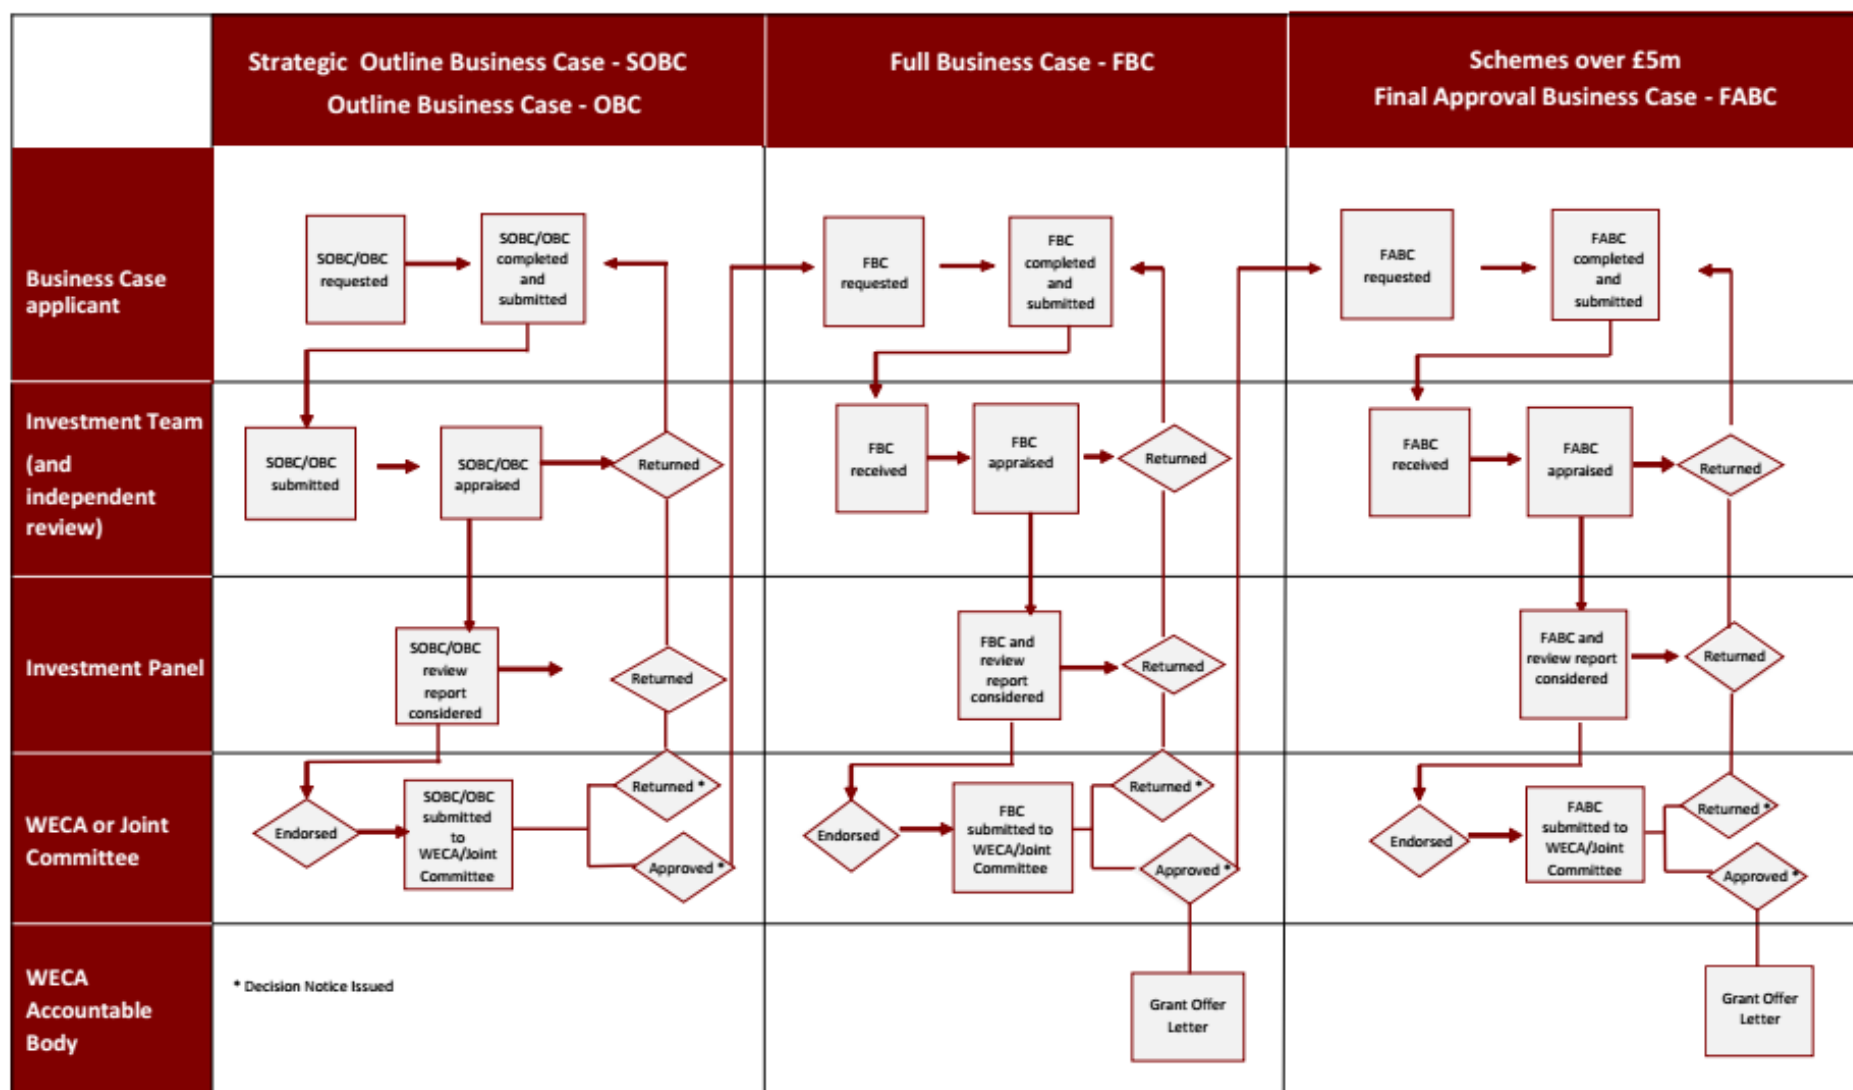 Strategic Outline Business Case - SOBC
Outline Business Case - OBC
Full Business Case - FBC
Schemes over £5m
Final Approval Business Case - FABC
Business Case
applicant
SOBC/OBC
requested
SOBC/OBC
completed
and
submitted
FBC
requested
FBC
completed
and
submitted
FABC
requested
FABC
completed
and
submitted
Investment Team
(and
independent
review)
SOBC/OBC
submitted
SOBC/OBC
appraised
Returned
FBC
received
FBC
appraised
Returned
FABC
received
FABC
appraised
Returned
Investment Panel
SOBC/OBC
review
report
considered
Returned
FBC and
review
report
considered
Returned
FABC and
review report
considered
Returned
WECA or Joint
Committee
Endorsed
SOBC/OBC
submitted
to
WECA/Joint
Committee
Returned *
Approved *
Endorsed
FBC
submitted to
WECA/Joint
Committee
Returned *
Approved *
Endorsed
FABC
submitted to
WECA/Joint
Committee
Returned *
Approved *
WECA
Accountable
Body
* Decision Notice Issued
Grant Offer
Letter
Grant Offer
Letter